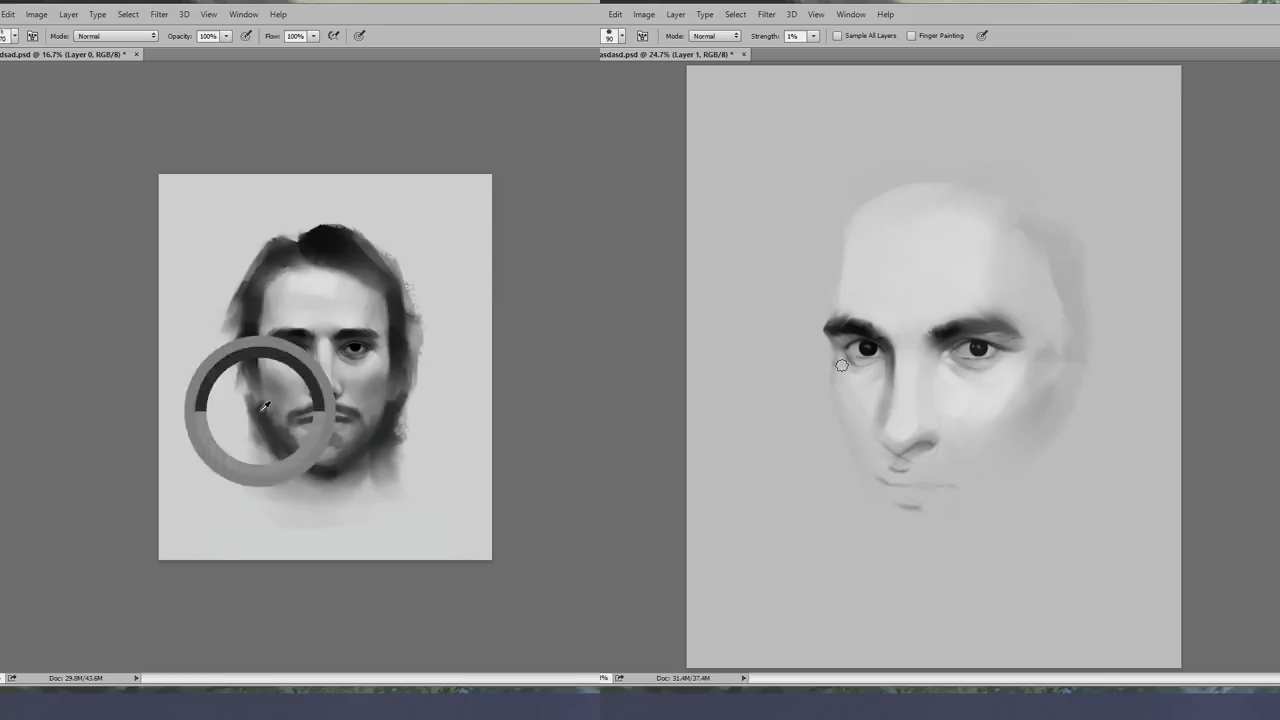 Edit Image Layer Type Select Filter 3D View Window Help
Edit Image Layer Type Select Filter 3D View Window Help
70 Mode: Normal Opacity: 100% Flow: 100%
90 Mode: Normal Strength: 1% Sample All Layers Finger Painting
dsad.psd @ 16.7% (Layer 0, RGB/8) * ×
asdasd.psd @ 24.7% (Layer 1, RGB/8) * ×
Doc: 29.8M/43.6M
% Doc: 31.4M/37.4M